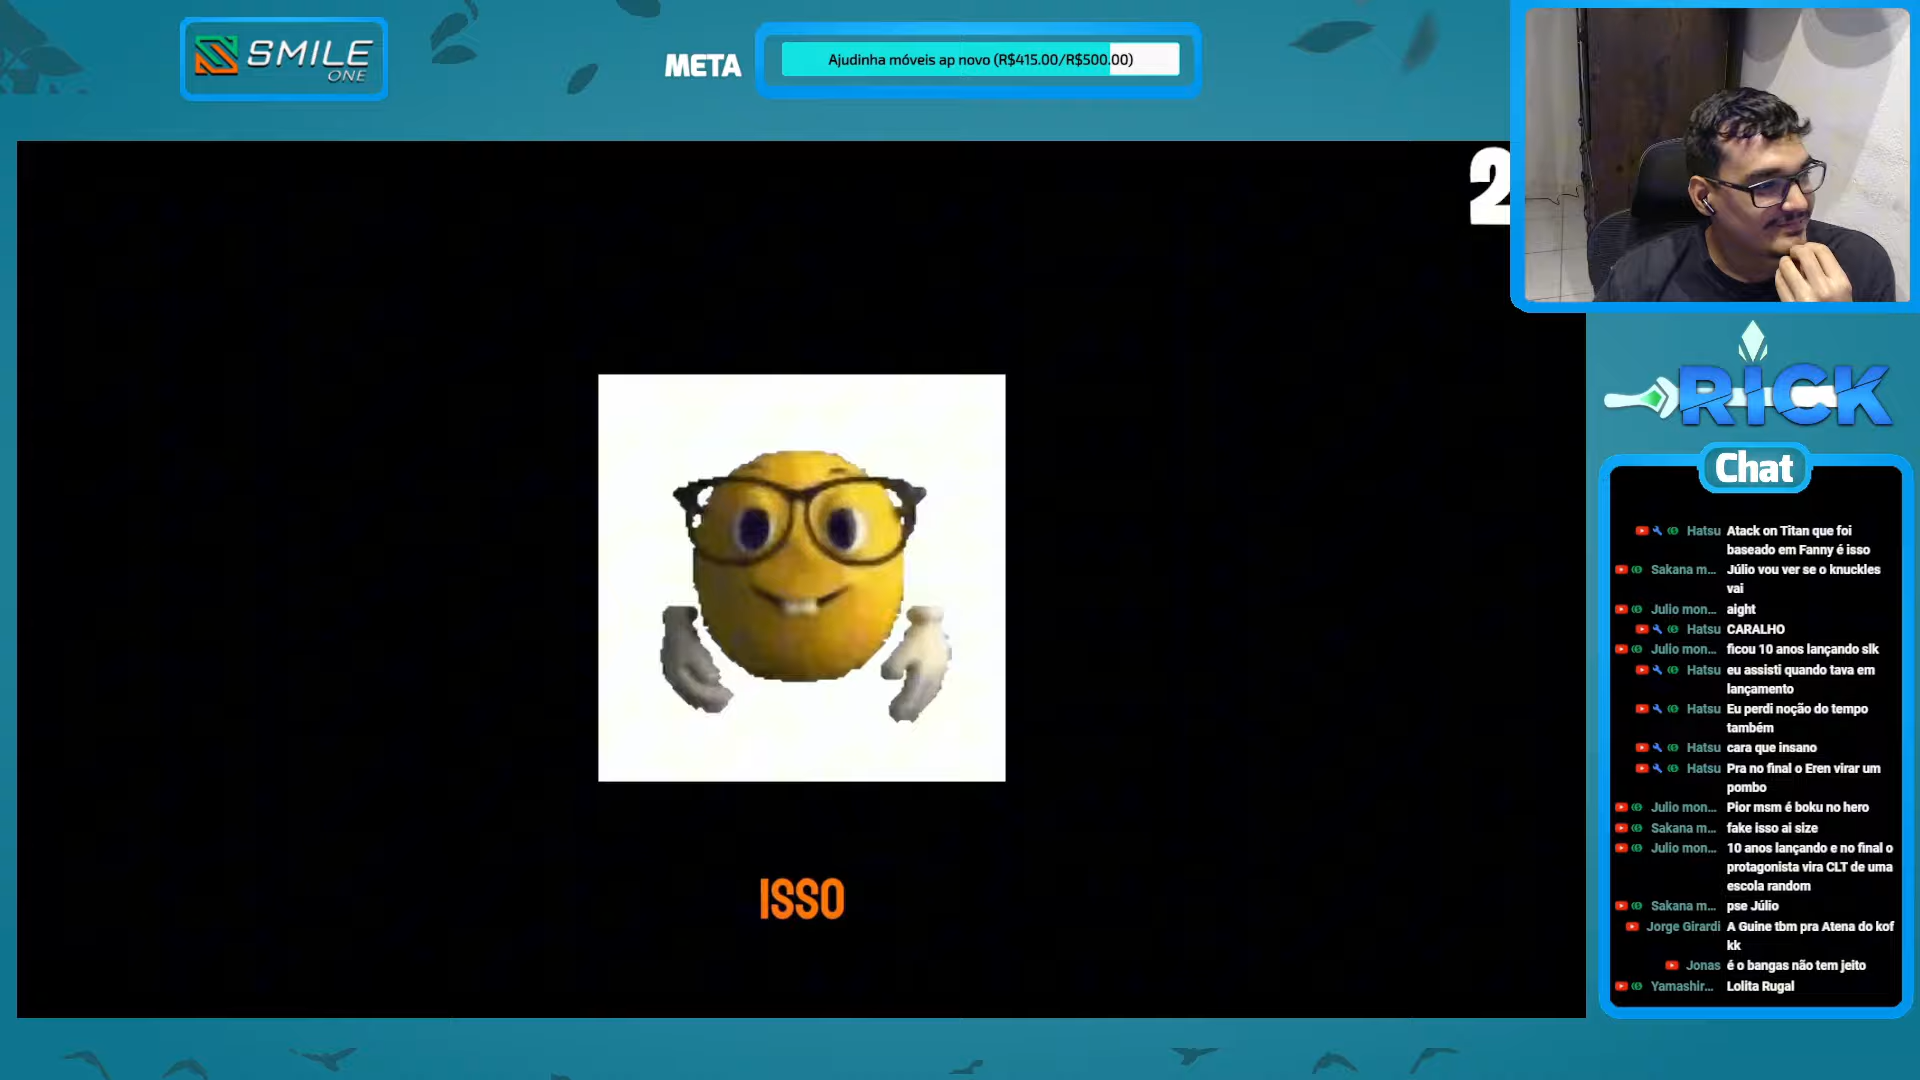 SMILE
ONE
META
Ajudinha móveis ap novo (R$415.00/R$500.00)
2
RICK
Chat
Hatsu Atack on Titan que foi
baseado em Fanny é isso
Sakana m... Júlio vou ver se o knuckles
vai
Julio mon... aight
Hatsu CARALHO
Julio mon... ficou 10 anos lançando slk
Hatsu eu assisti quando tava em
lançamento
Hatsu Eu perdi noção do tempo
também
Hatsu cara que insano
Hatsu Pra no final o Eren virar um
pombo
Julio mon... Pior msm é boku no hero
Sakana m... fake isso ai size
Julio mon... 10 anos lançando e no final o
protagonista vira CLT de uma
escola random
Sakana m... pse Júlio
Jorge Girardi A Guine tbm pra Atena do kof
kk
Jonas é o bangas não tem jeito
Yamashir... Lolita Rugal
ISSO